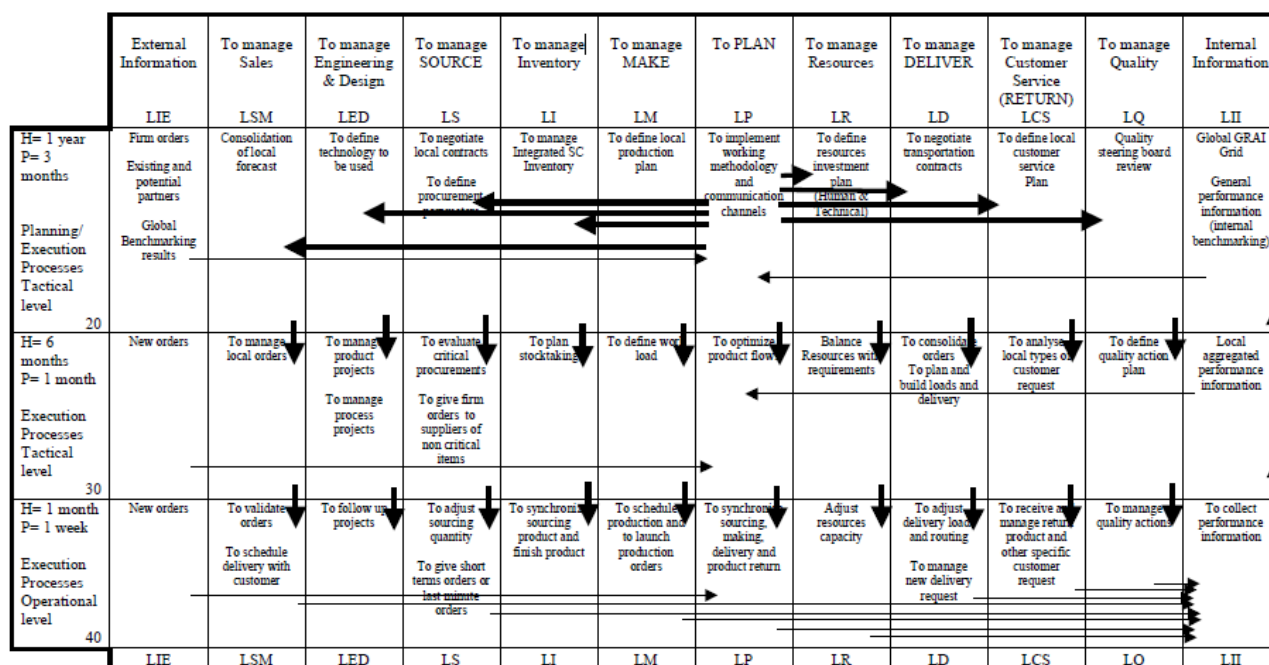 External
Information
LIE
To manage
Sales
LSM
To manage
Engineering
& Design
LED
To manage
SOURCE
LS
To manage
Inventory
LI
To manage
MAKE
LM
To PLAN
LP
To manage
Resources
LR
To manage
DELIVER
LD
To manage
Customer
Service
(RETURN)
LCS
To manage
Quality
LQ
Internal
Information
LII
H= 1 year
P= 3
months
Planning/
Execution
Processes
Tactical
level
20
Firm orders
Existing and
potential
partners
Global
Benchmarking
results
Consolidation
of local
forecast
To define
technology to
be used
To negotiate
local contracts
To define
procurement
parameters
To manage
Integrated SC
Inventory
To define local
production
plan
To implement
working
methodology
and
communication
channels
To define
resources
investment
plan
(Human &
Technical)
To negotiate
transportation
contracts
To define local
customer
service
Plan
Quality
steering board
review
Global GRAI
Grid
General
performance
information
(internal
benchmarking)
H= 6
months
P= 1 month
Execution
Processes
Tactical
level
30
New orders
To manage
local orders
To manage
product
projects
To manage
process
projects
To evaluate
critical
procurements
To give firm
orders to
suppliers of
non critical
items
To plan
stocktaking
To define work
load
To optimize
product flow
Balance
Resources with
requirements
To consolidate
orders
To plan and
build loads and
delivery
To analyse
local types of
customer
request
To define
quality action
plan
Local
aggregated
performance
information
H= 1 month
P= 1 week
Execution
Processes
Operational
level
40
New orders
To validate
orders
To schedule
delivery with
customer
To follow up
projects
To adjust
sourcing
quantity
To give short
terms orders or
last minute
orders
To synchronize
sourcing
product and
finish product
To schedule
production and
to launch
production
orders
To synchronize
sourcing,
making,
delivery and
product return
Adjust
resources
capacity
To adjust
delivery load
and routing
To manage
new delivery
request
To receive and
manage return
product and
other specific
customer
request
To manage
quality actions
To collect
performance
information
LIE
LSM
LED
LS
LI
LM
LP
LR
LD
LCS
LQ
LII